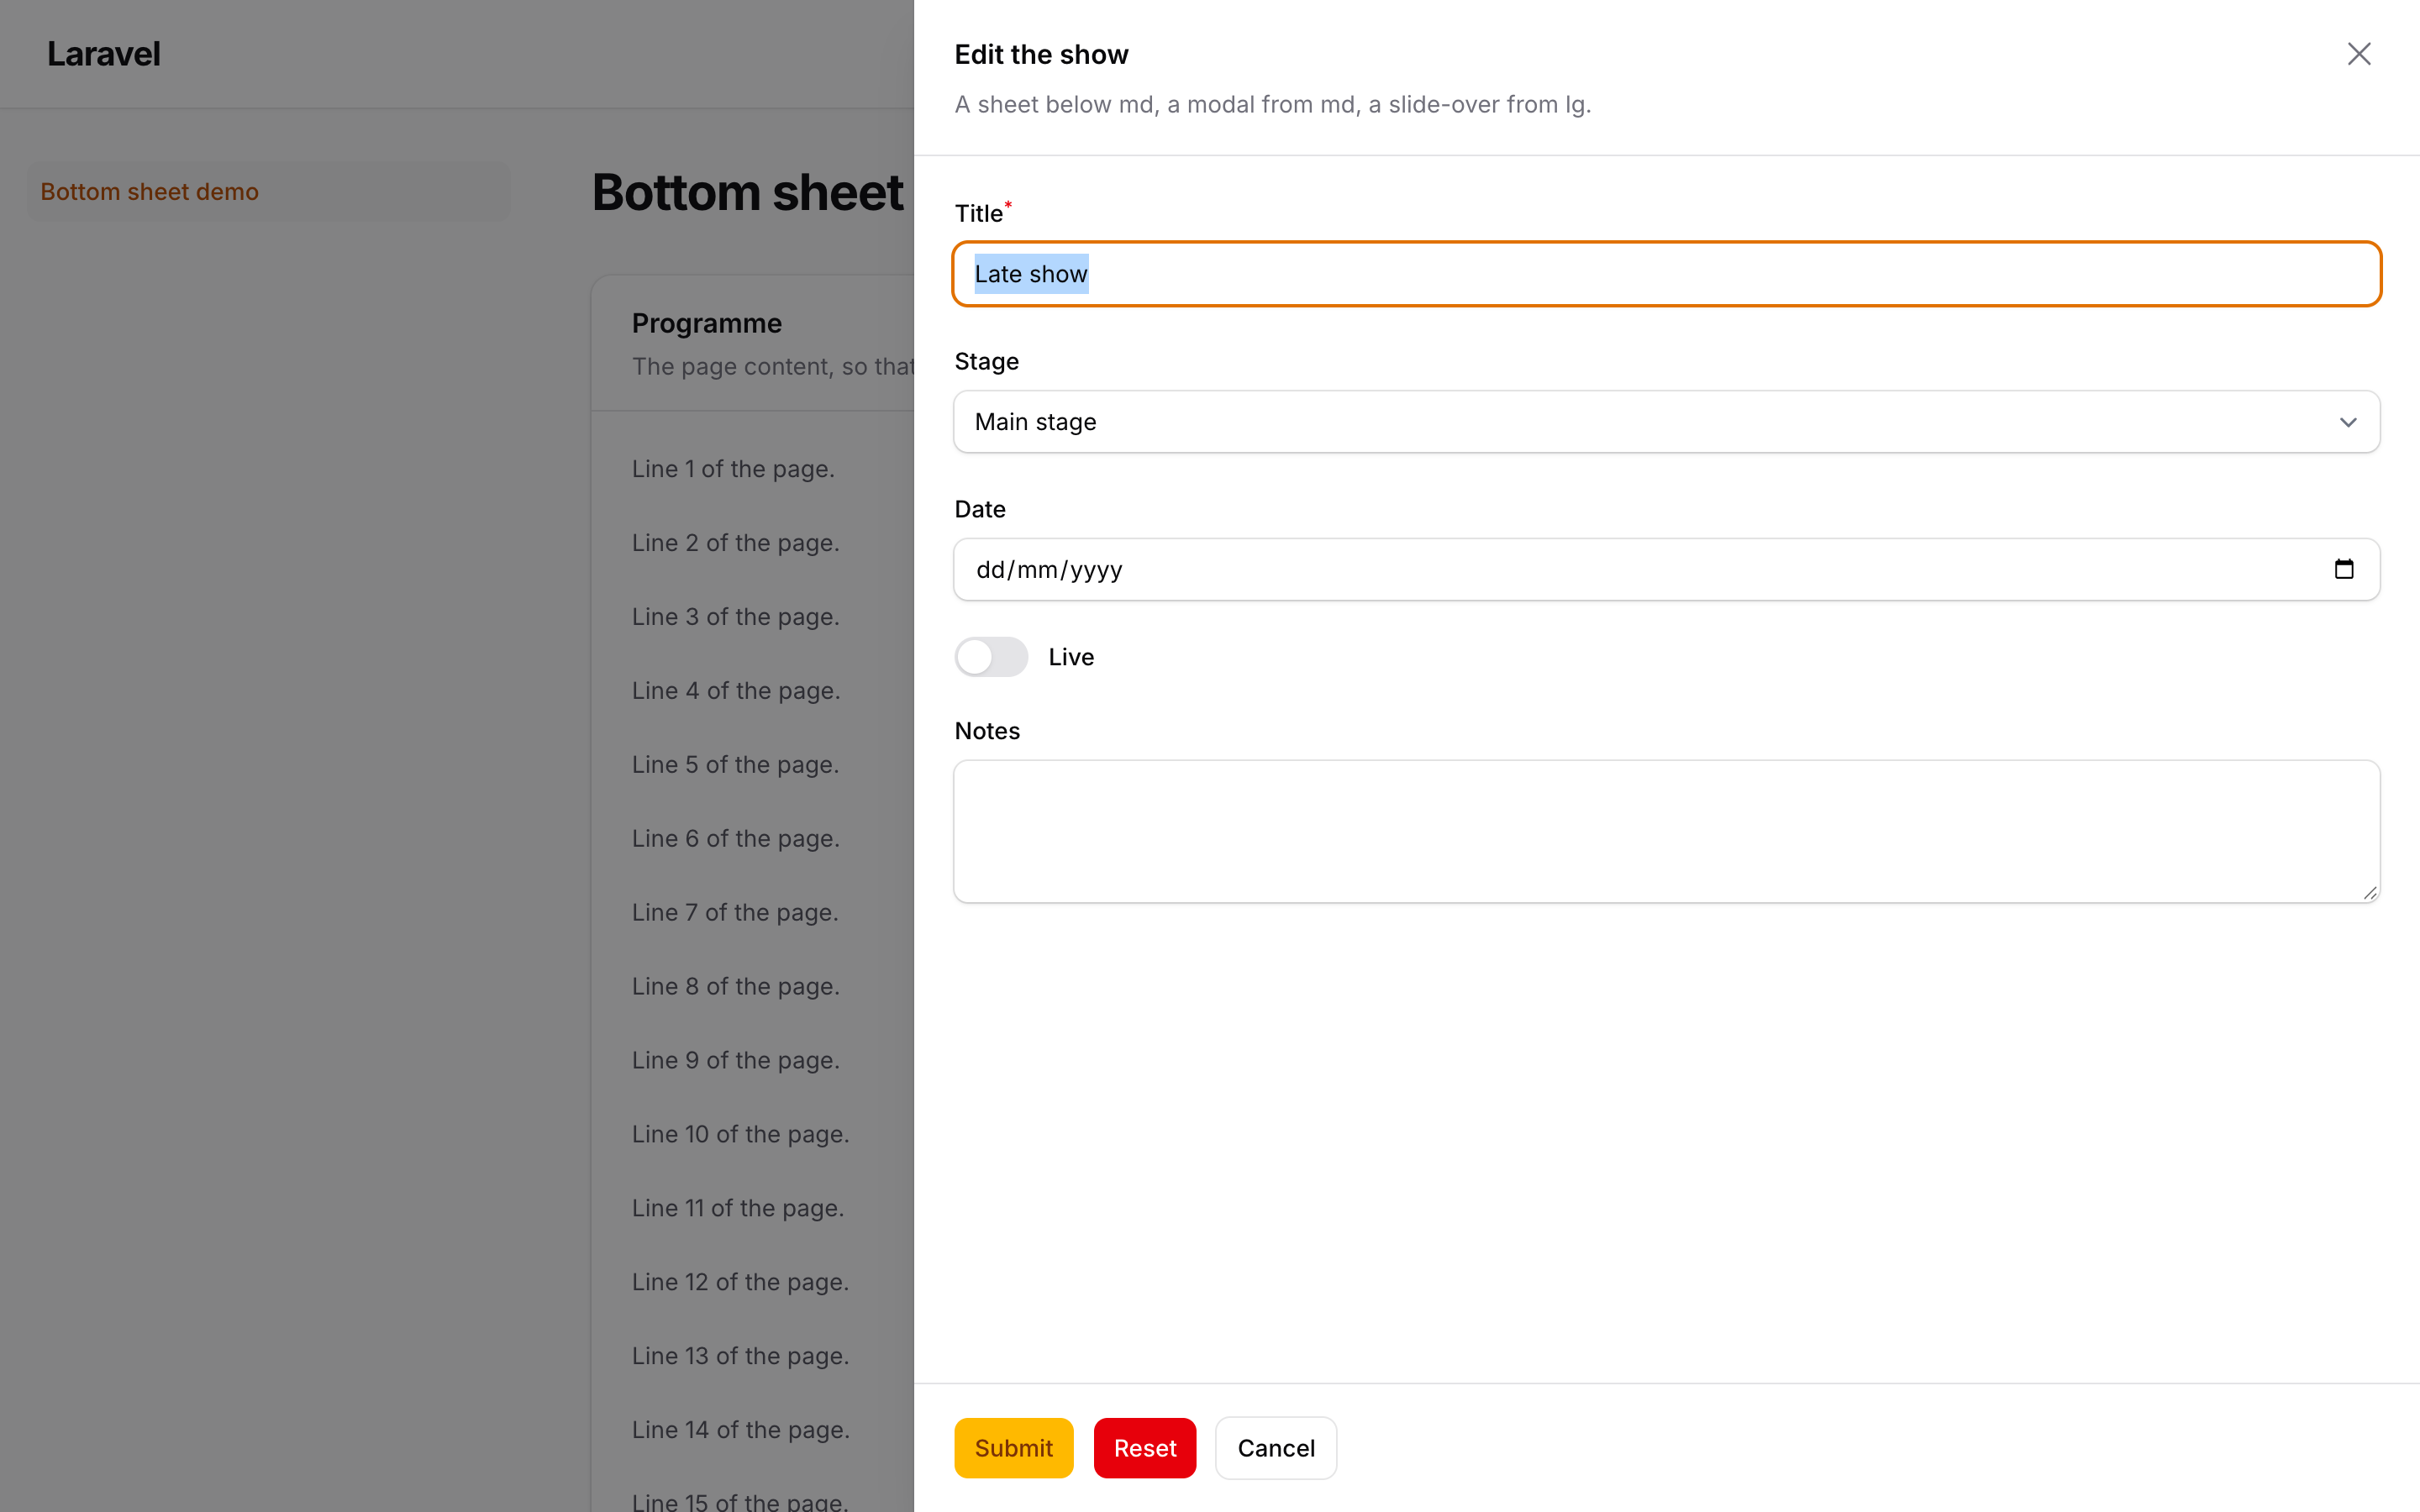 Laravel
Bottom sheet demo
Bottom sheet
Programme
The page content, so that
Line 1 of the page.
Line 2 of the page.
Line 3 of the page.
Line 4 of the page.
Line 5 of the page.
Line 6 of the page.
Line 7 of the page.
Line 8 of the page.
Line 9 of the page.
Line 10 of the page.
Line 11 of the page.
Line 12 of the page.
Line 13 of the page.
Line 14 of the page.
Line 15 of the page.
Edit the show
A sheet below md, a modal from md, a slide-over from lg.
Title*
Late show
Stage
Main stage
Date
dd/mm/yyyy
Live
Notes
Submit
Reset
Cancel